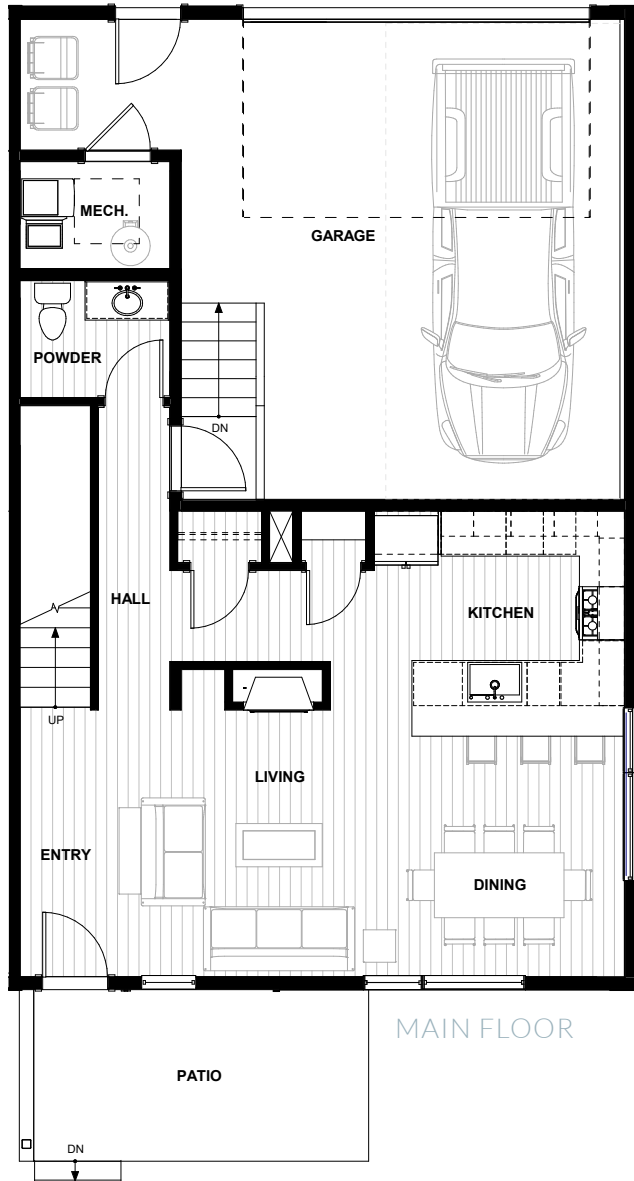 MECH.
GARAGE
POWDER
DN
HALL
KITCHEN
UP
LIVING
ENTRY
DINING
MAIN FLOOR
PATIO
DN